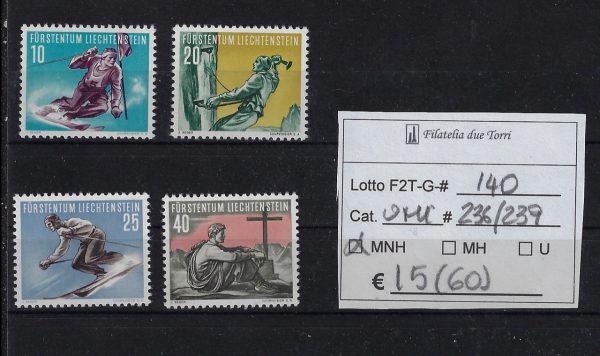 FÜRSTENTUM LIECHTENSTEIN
10
FÜRSTENTUM LIECHTENSTEIN
20
FÜRSTENTUM LIECHTENSTEIN
25
FÜRSTENTUM LIECHTENSTEIN
40
Filatelia due Torri
Lotto F2T-G-# 140
Cat. # 236/239
MNH MH U
€ 15 (60)